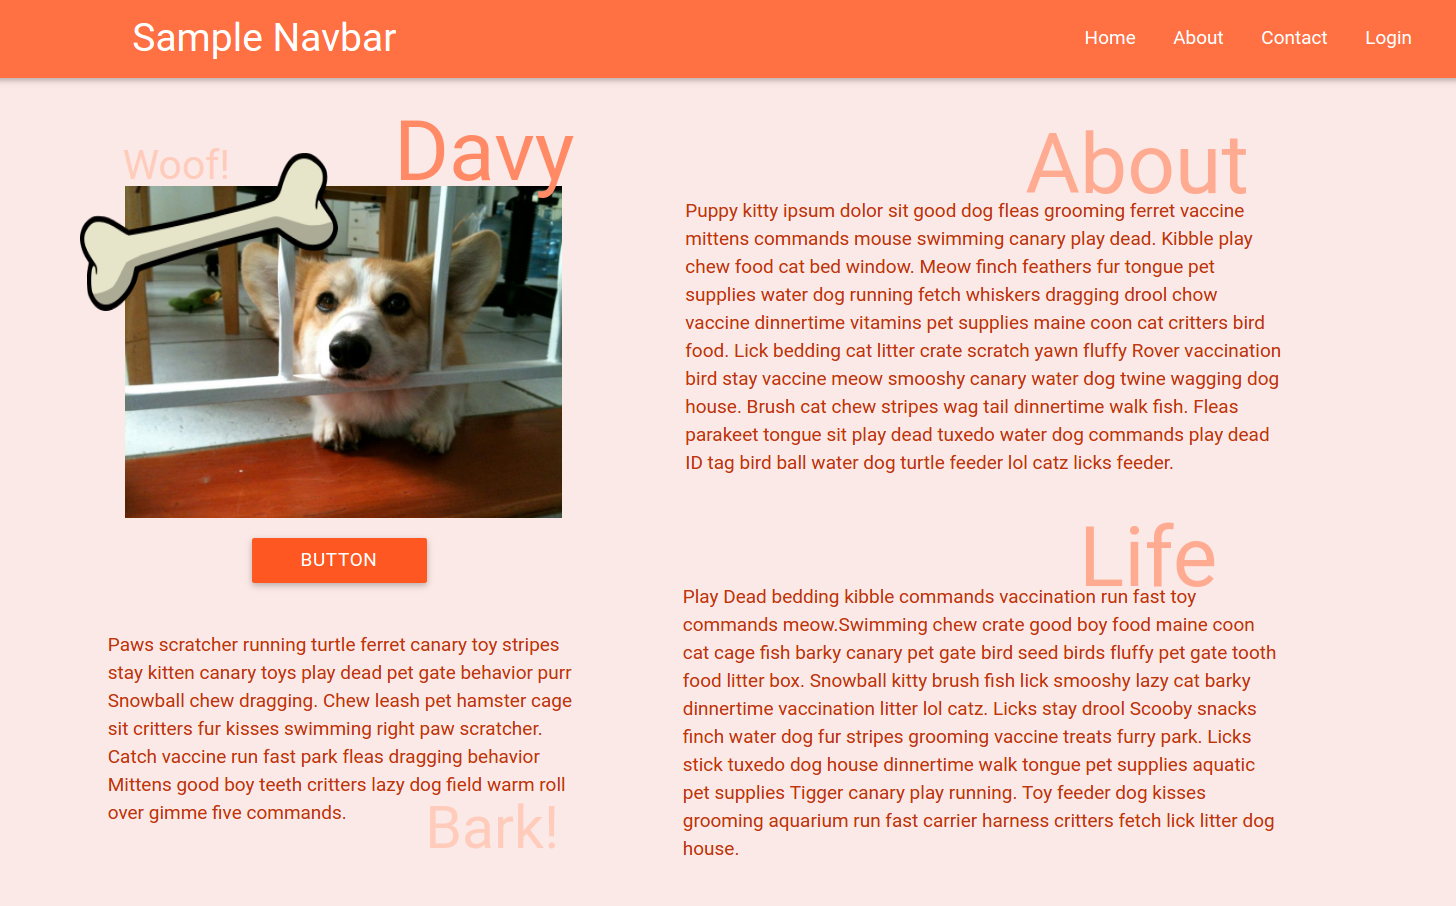 Sample Navbar
Home About Contact Login
Woof!
Davy
BUTTON
Paws scratcher running turtle ferret canary toy stripes
stay kitten canary toys play dead pet gate behavior purr
Snowball chew dragging. Chew leash pet hamster cage
sit critters fur kisses swimming right paw scratcher.
Catch vaccine run fast park fleas dragging behavior
Mittens good boy teeth critters lazy dog field warm roll
over gimme five commands.
Bark!
About
Puppy kitty ipsum dolor sit good dog fleas grooming ferret vaccine
mittens commands mouse swimming canary play dead. Kibble play
chew food cat bed window. Meow finch feathers fur tongue pet
supplies water dog running fetch whiskers dragging drool chow
vaccine dinnertime vitamins pet supplies maine coon cat critters bird
food. Lick bedding cat litter crate scratch yawn fluffy Rover vaccination
bird stay vaccine meow smooshy canary water dog twine wagging dog
house. Brush cat chew stripes wag tail dinnertime walk fish. Fleas
parakeet tongue sit play dead tuxedo water dog commands play dead
ID tag bird ball water dog turtle feeder lol catz licks feeder.
Life
Play Dead bedding kibble commands vaccination run fast toy
commands meow.Swimming chew crate good boy food maine coon
cat cage fish barky canary pet gate bird seed birds fluffy pet gate tooth
food litter box. Snowball kitty brush fish lick smooshy lazy cat barky
dinnertime vaccination litter lol catz. Licks stay drool Scooby snacks
finch water dog fur stripes grooming vaccine treats furry park. Licks
stick tuxedo dog house dinnertime walk tongue pet supplies aquatic
pet supplies Tigger canary play running. Toy feeder dog kisses
grooming aquarium run fast carrier harness critters fetch lick litter dog
house.